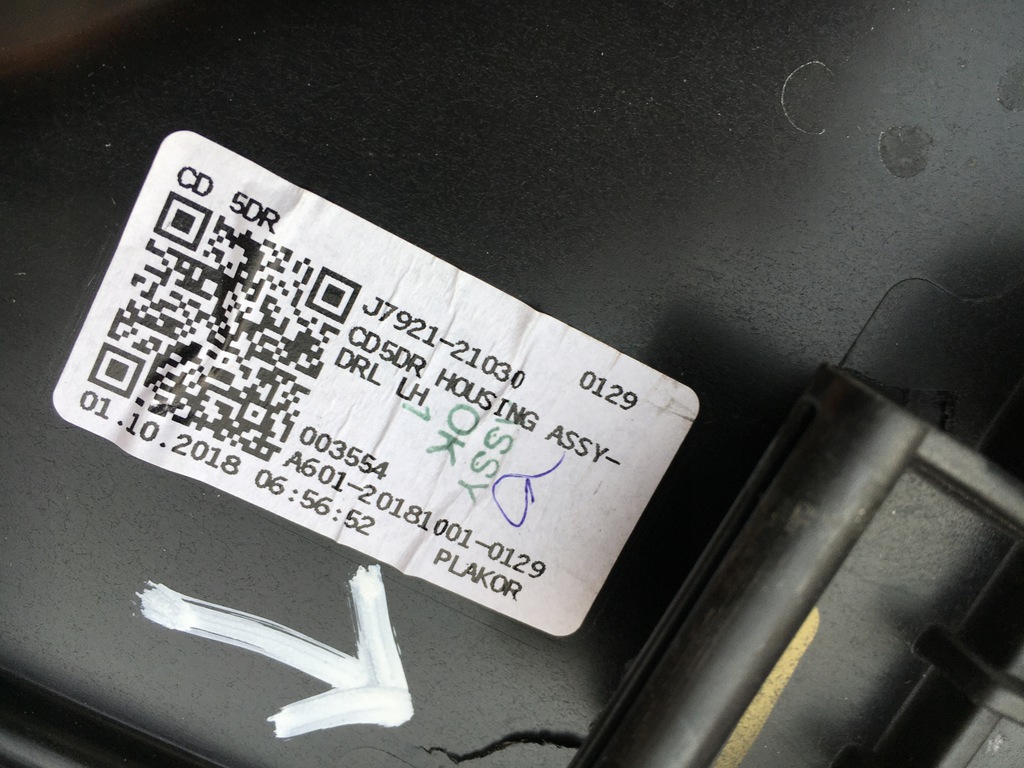 CD 5DR
J7921-21030 0129
CD5DR HOUSING ASSY-
DRL LH
ASSY
OK
1
003554
A601-20181001-0129
01.10.2018 06:56:52
PLAKOR